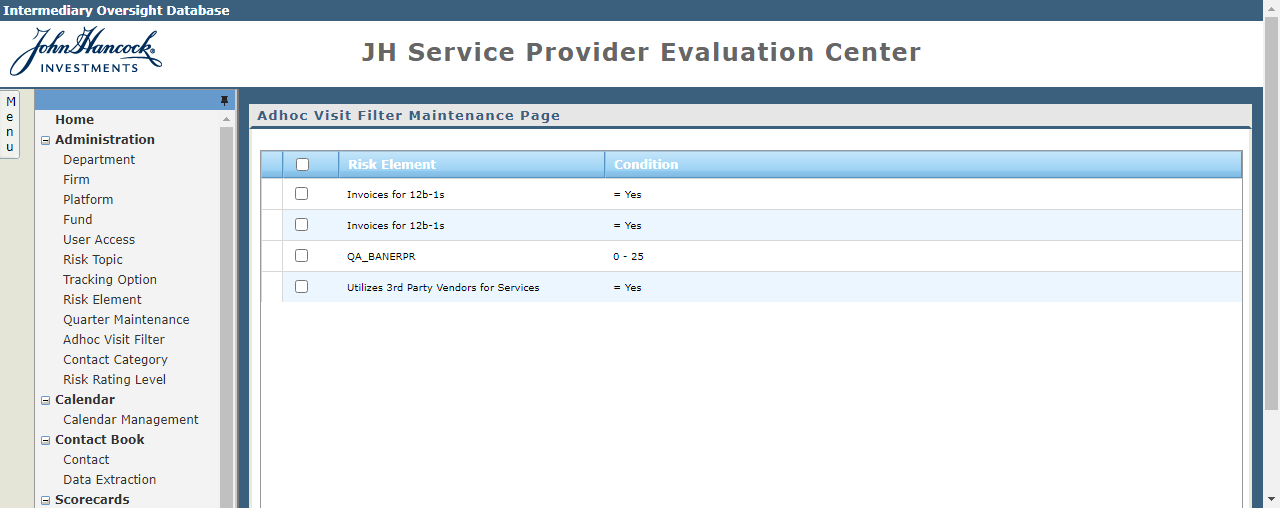 Intermediary Oversight Database
John Hancock
INVESTMENTS
JH Service Provider Evaluation Center
Menu
Home
Administration
Department
Firm
Platform
Fund
User Access
Risk Topic
Tracking Option
Risk Element
Quarter Maintenance
Adhoc Visit Filter
Contact Category
Risk Rating Level
Calendar
Calendar Management
Contact Book
Contact
Data Extraction
Scorecards
Adhoc Visit Filter Maintenance Page
Risk Element Condition
Invoices for 12b-1s = Yes
Invoices for 12b-1s = Yes
QA_BANERPR 0 - 25
Utilizes 3rd Party Vendors for Services = Yes